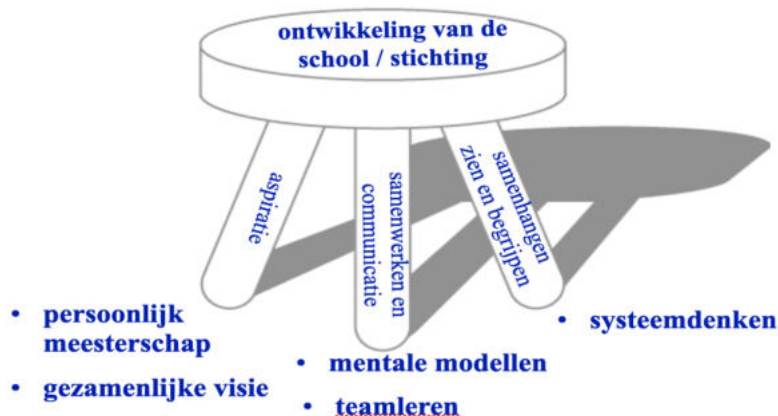 ontwikkeling van de
school / stichting
aspiratie
samenwerken en
communicatie
samenhangen
zien en begrijpen
• persoonlijk
meesterschap
• gezamenlijke visie
• mentale modellen
• teamleren
• systeemdenken